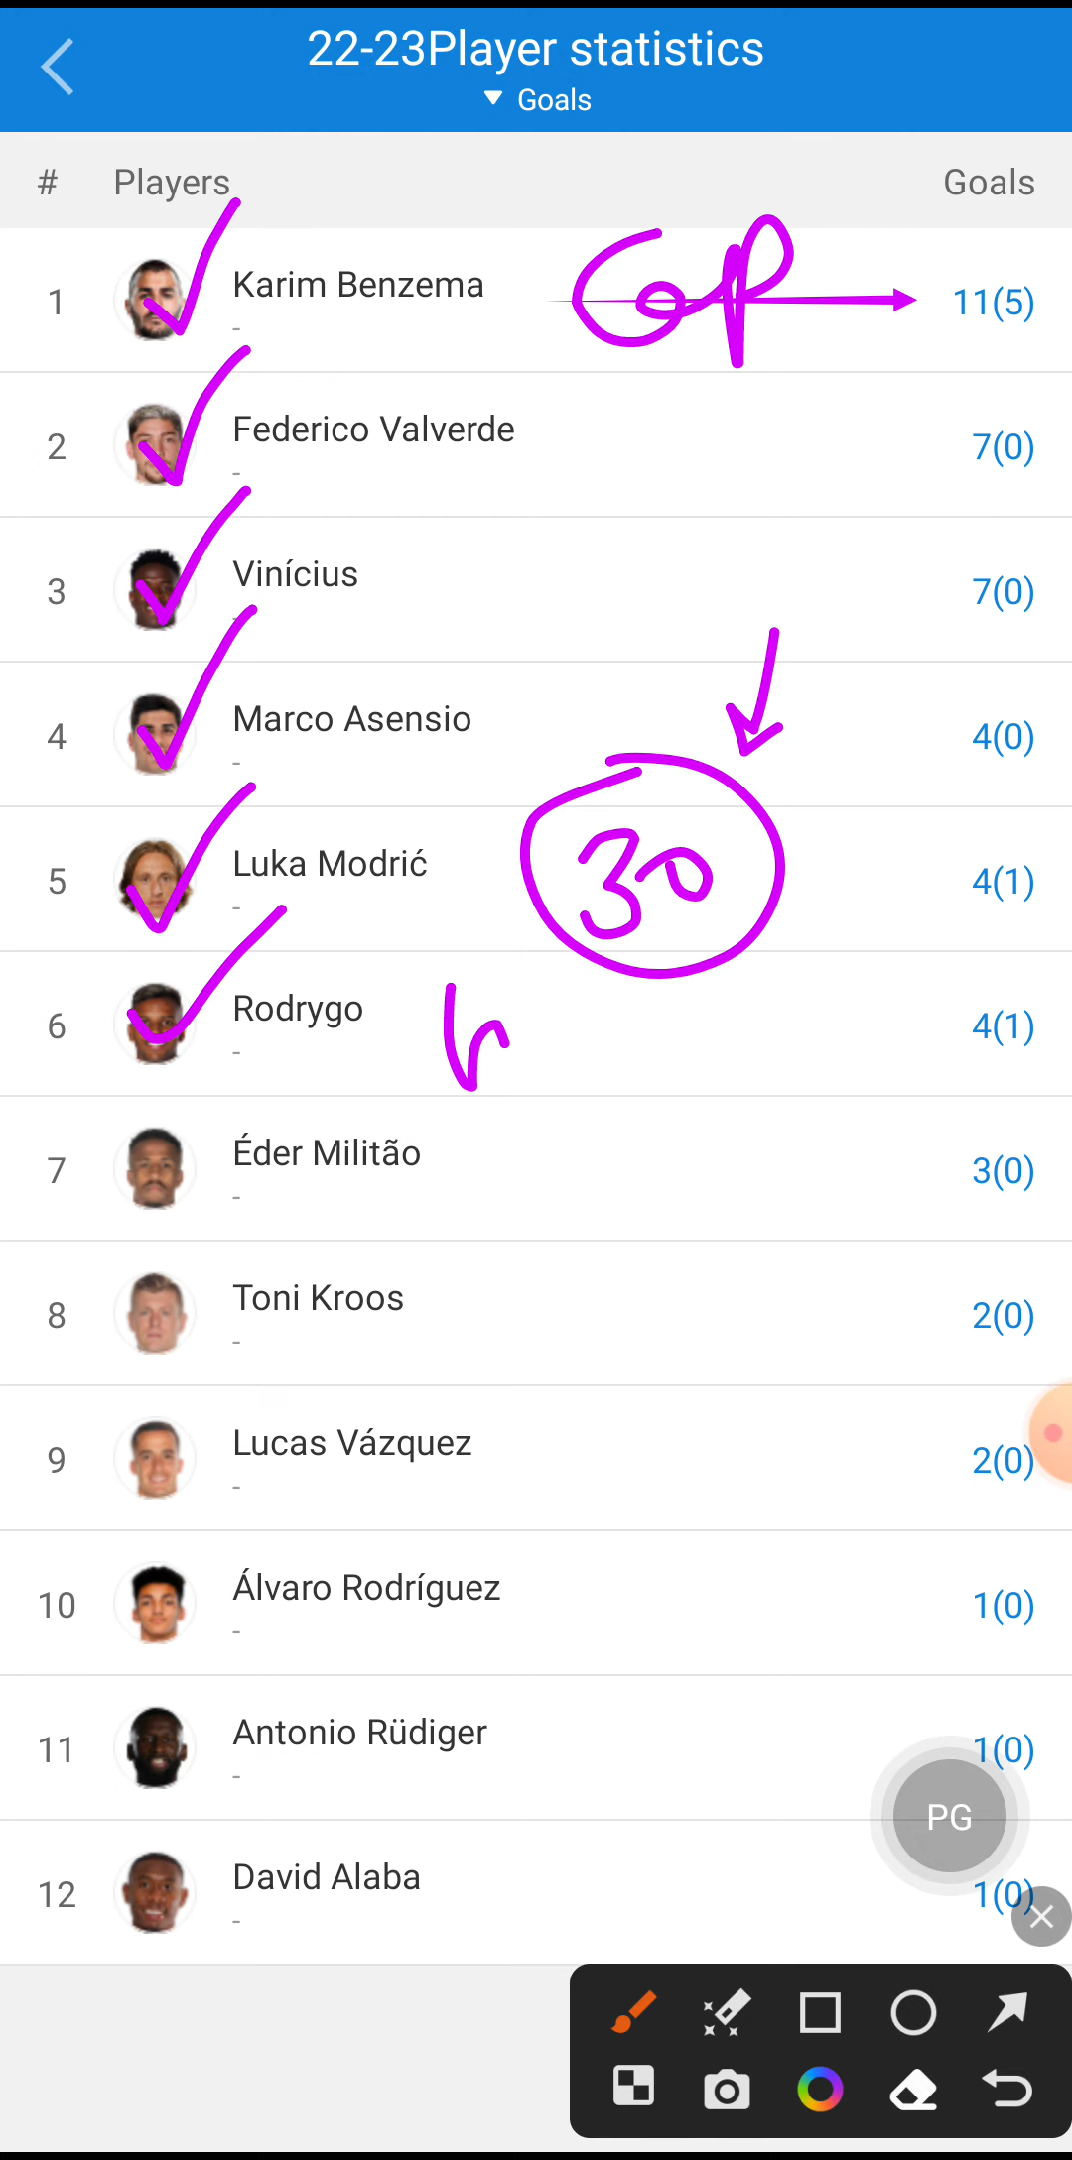 22-23Player statistics
Goals
# Players Goals
1 Karim Benzema 11(5)
-
2 Federico Valverde 7(0)
-
3 Vinícius 7(0)
-
4 Marco Asensio 4(0)
-
5 Luka Modrić 4(1)
-
30
6 Rodrygo 4(1)
-
7 Éder Militão 3(0)
-
8 Toni Kroos 2(0)
-
9 Lucas Vázquez 2(0)
-
10 Álvaro Rodríguez 1(0)
-
11 Antonio Rüdiger 1(0)
-
PG
12 David Alaba 1(0)
-